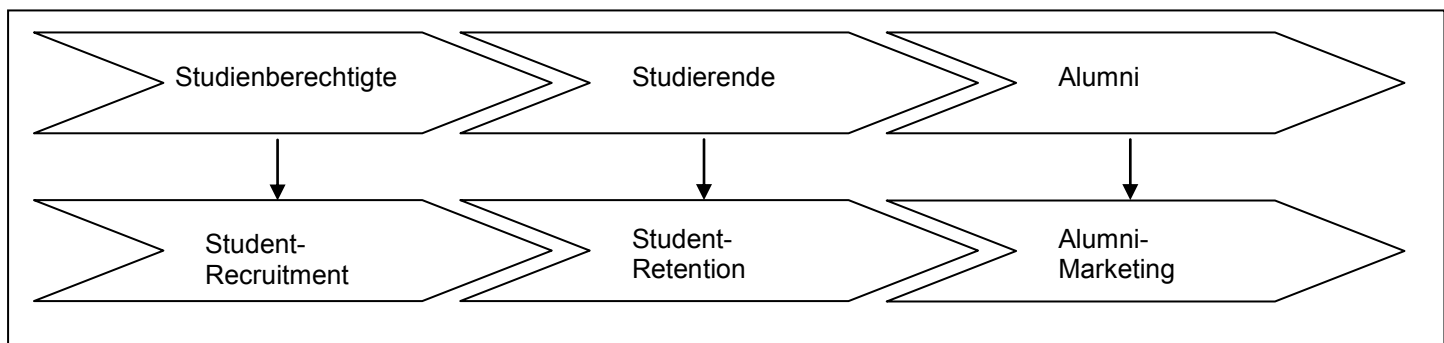 Studienberechtigte
Studierende
Alumni
Student-
Recruitment
Student-
Retention
Alumni-
Marketing